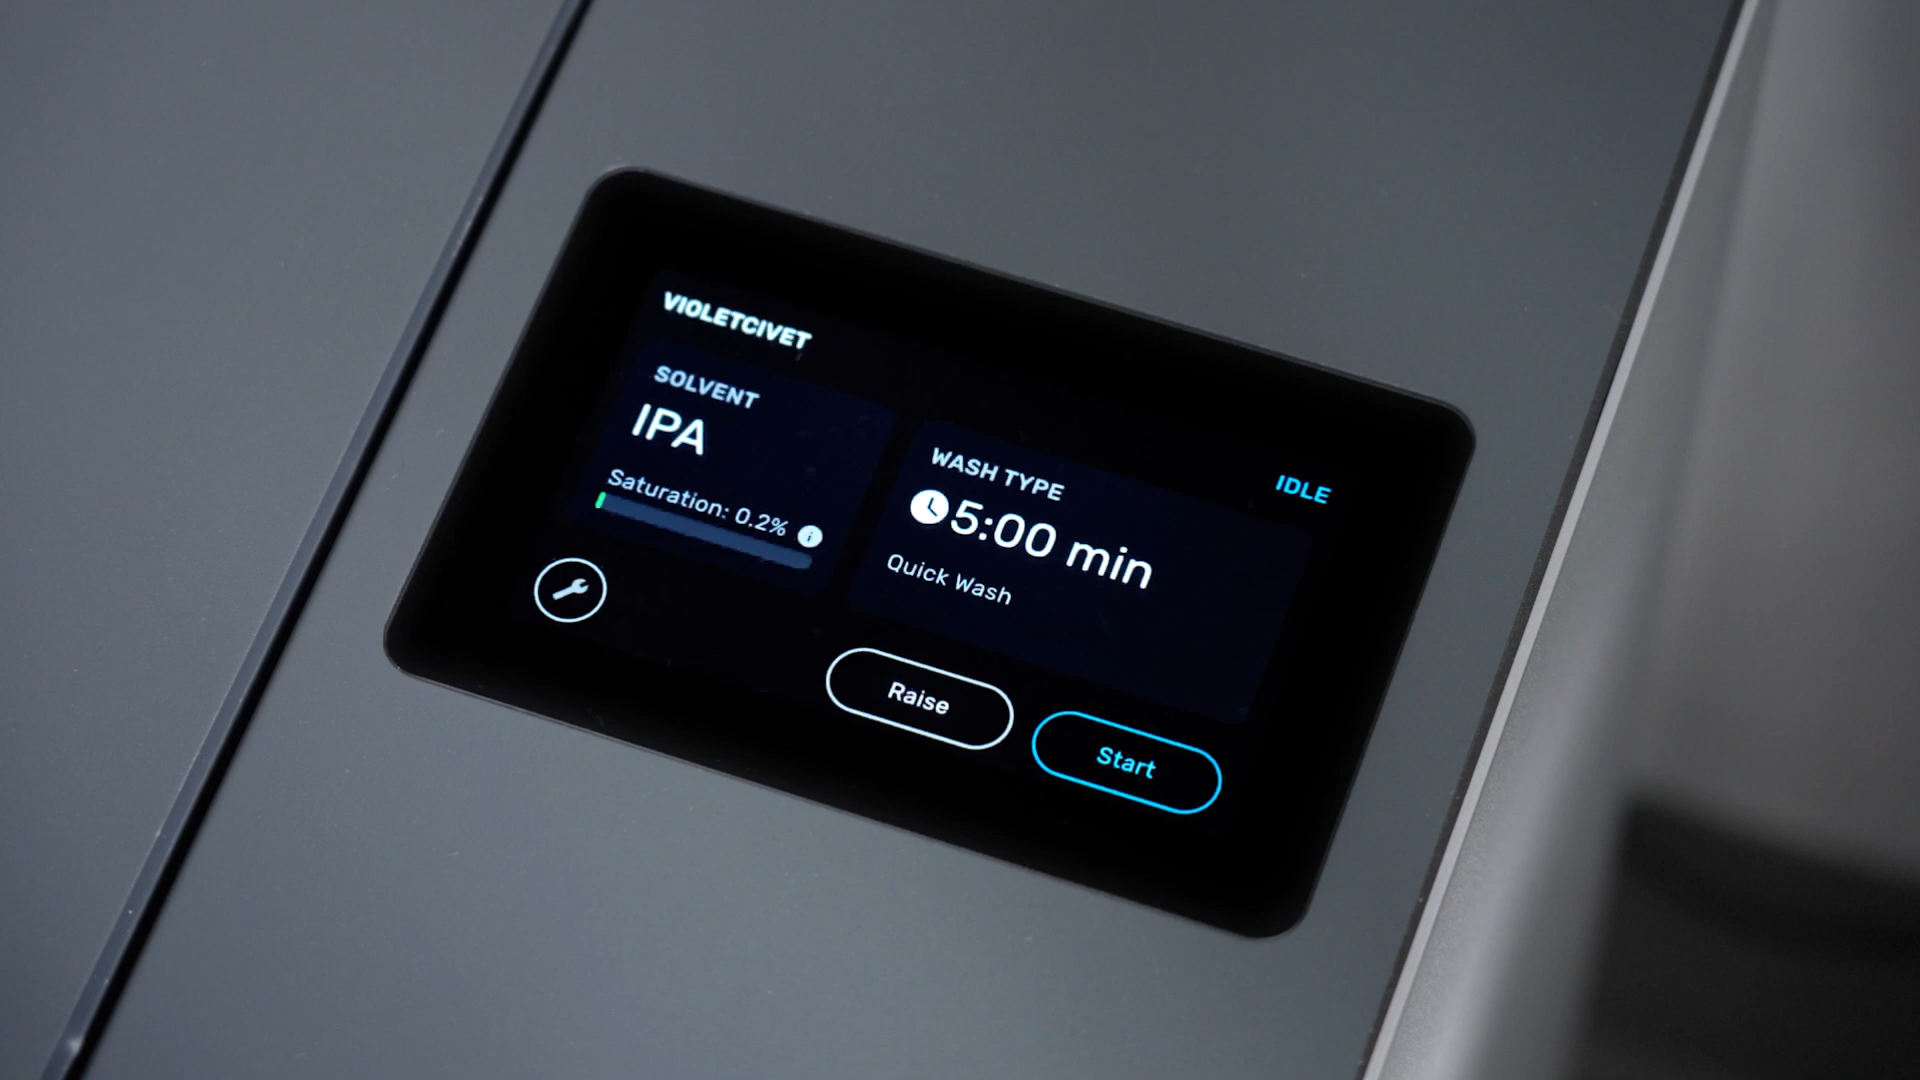 VIOLETCIVET
IDLE
SOLVENT
IPA
Saturation: 0.2%
WASH TYPE
5:00 min
Quick Wash
Raise
Start